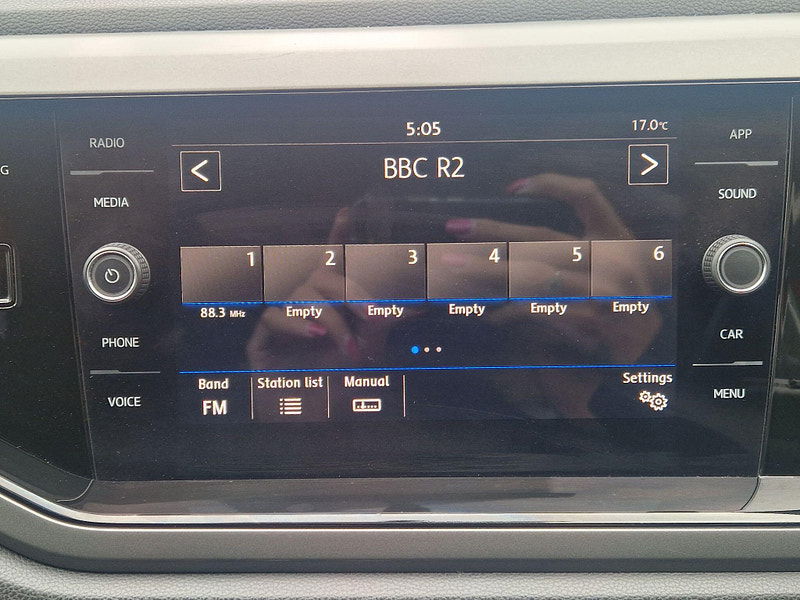 5:05
17.0°C
RADIO
APP
<
BBC R2
>
G
MEDIA
SOUND
1
2
3
4
5
6
88.3 MHz
Empty
Empty
Empty
Empty
Empty
PHONE
CAR
Band
Station list
Manual
Settings
FM
VOICE
MENU